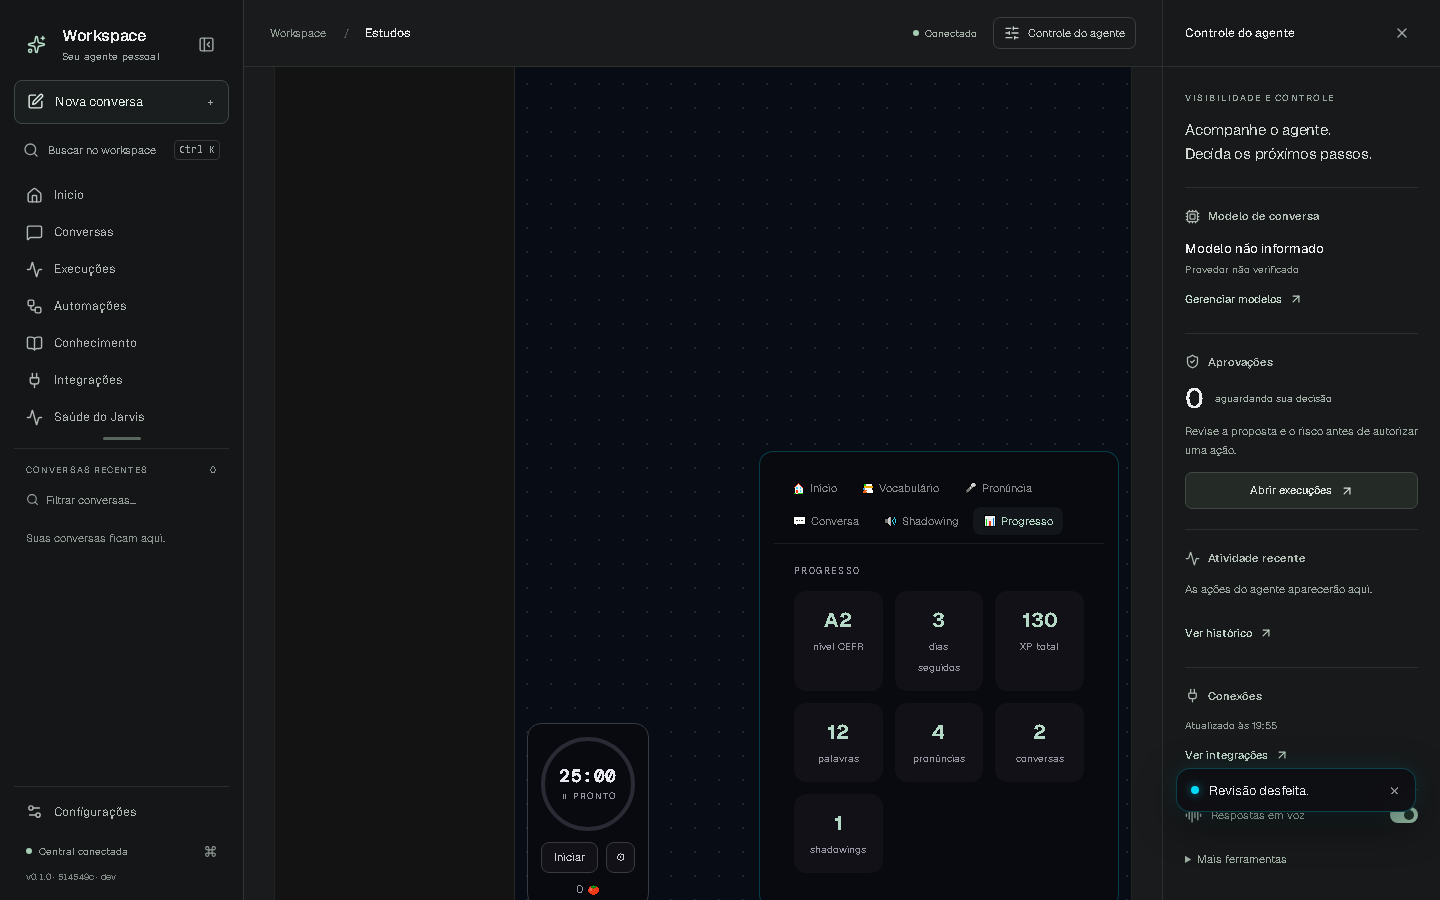 Workspace
Seu agente pessoal
Nova conversa +
Buscar no workspace Ctrl K
Início
Conversas
Execuções
Automações
Conhecimento
Integrações
Saúde do Jarvis
CONVERSAS RECENTES 0
Filtrar conversas…
Suas conversas ficam aqui.
Configurações
Central conectada ⌘
v0.1.0 · 514549c · dev
Workspace / Estudos
Conectado
Controle do agente
Início Vocabulário Pronúncia
Conversa Shadowing Progresso
PROGRESSO
A2
nível CEFR
3
dias
seguidos
130
XP total
12
palavras
4
pronúncias
2
conversas
1
shadowings
25:00
PRONTO
Iniciar
0
Controle do agente
VISIBILIDADE E CONTROLE
Acompanhe o agente.
Decida os próximos passos.
Modelo de conversa
Modelo não informado
Provedor não verificado
Gerenciar modelos
Aprovações
0 aguardando sua decisão
Revise a proposta e o risco antes de autorizar
uma ação.
Abrir execuções
Atividade recente
As ações do agente aparecerão aqui.
Ver histórico
Conexões
Atualizado às 19:55
Ver integrações
Revisão desfeita.
Respostas em voz
Mais ferramentas